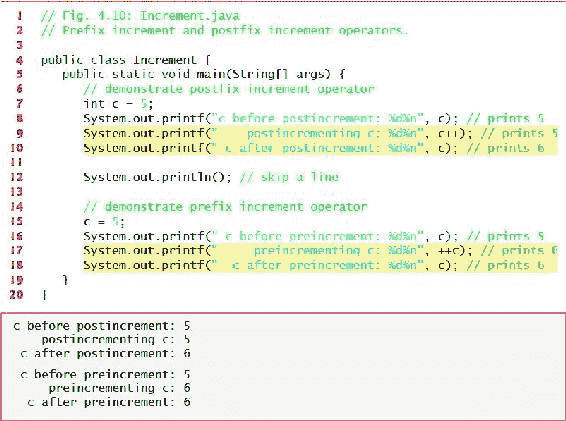 1 // Fig. 4.10: Increment.java
2 // Prefix increment and postfix increment operators.
3
4 public class Increment {
5 public static void main(String[] args) {
6 // demonstrate postfix increment operator
7 int c = 5;
8 System.out.printf("c before postincrement: %d%n", c); // prints 5
9 System.out.printf("    postincrementing c: %d%n", c++); // prints 5
10 System.out.printf(" c after postincrement: %d%n", c); // prints 6
11
12 System.out.println(); // skip a line
13
14 // demonstrate prefix increment operator
15 c = 5;
16 System.out.printf(" c before preincrement: %d%n", c); // prints 5
17 System.out.printf("     preincrementing c: %d%n", ++c); // prints 6
18 System.out.printf("  c after preincrement: %d%n", c); // prints 6
19 }
20 }
c before postincrement: 5
postincrementing c: 5
c after postincrement: 6
c before preincrement: 5
preincrementing c: 6
c after preincrement: 6